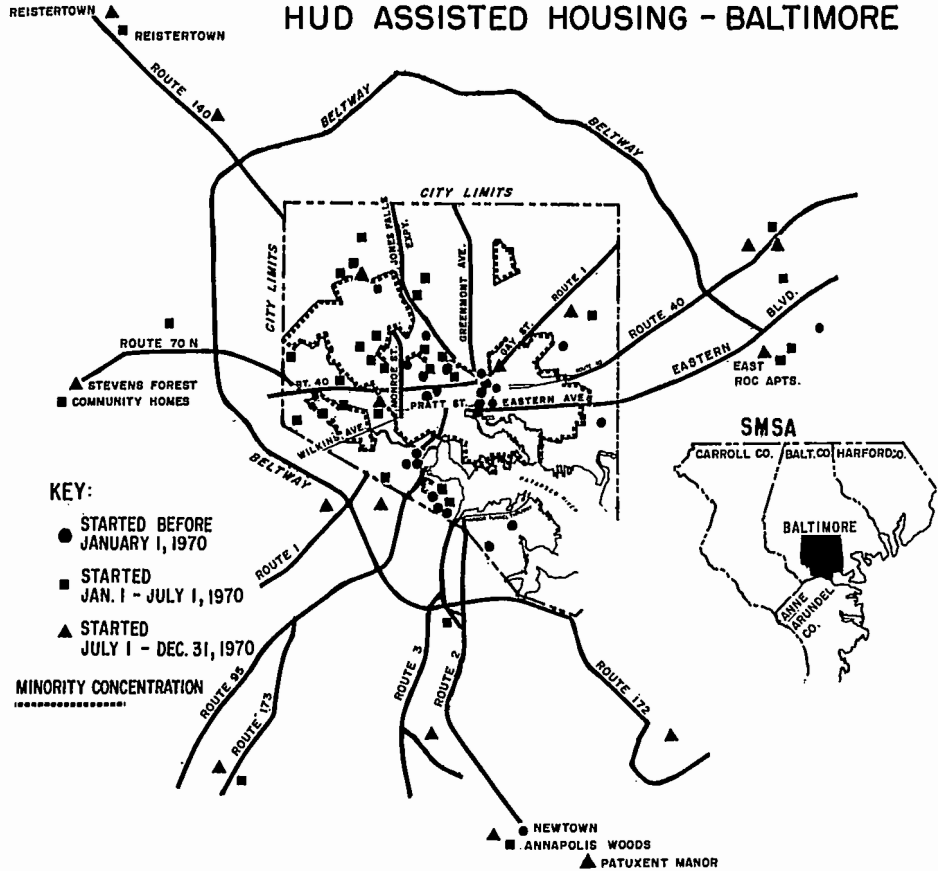 HUD ASSISTED HOUSING - BALTIMORE
REISTERTOWN
REISTERTOWN
ROUTE 140
BELTWAY
BELTWAY
CITY LIMITS
CITY LIMITS
JONES FALLS
EXPY.
GREENMONT AVE.
ROUTE 1
GAY ST.
ROUTE 40
EASTERN
BLVD.
ROUTE 70 N
STEVENS FOREST
COMMUNITY HOMES
RT. 40
MONROE ST.
PRATT ST.
EASTERN AVE.
EAST
ROC APTS.
WILKINS AVE.
BELTWAY
PATAPSCO RIVER
SMSA
CARROLL CO.
BALT. CO.
HARFORD CO.
BALTIMORE
ANNE
ARUNDEL
CO.
KEY:
STARTED BEFORE
JANUARY 1, 1970
STARTED
JAN. 1 - JULY 1, 1970
STARTED
JULY 1 - DEC. 31, 1970
MINORITY CONCENTRATION
ROUTE 1
ROUTE 95
ROUTE 173
ROUTE 3
ROUTE 2
ROUTE 172
NEWTOWN
ANNAPOLIS WOODS
PATUXENT MANOR